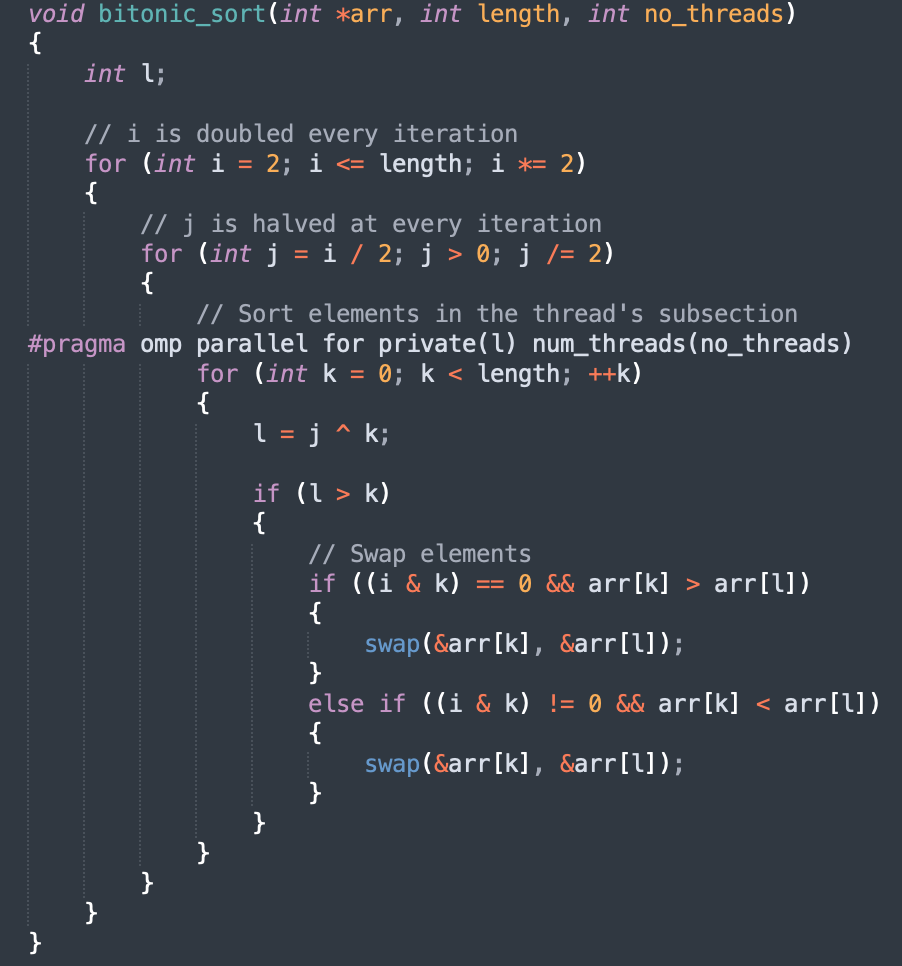 void bitonic_sort(int *arr, int length, int no_threads)
{
    int l;

    // i is doubled every iteration
    for (int i = 2; i <= length; i *= 2)
    {
        // j is halved at every iteration
        for (int j = i / 2; j > 0; j /= 2)
        {
            // Sort elements in the thread's subsection
#pragma omp parallel for private(l) num_threads(no_threads)
            for (int k = 0; k < length; ++k)
            {
                l = j ^ k;

                if (l > k)
                {
                    // Swap elements
                    if ((i & k) == 0 && arr[k] > arr[l])
                    {
                        swap(&arr[k], &arr[l]);
                    }
                    else if ((i & k) != 0 && arr[k] < arr[l])
                    {
                        swap(&arr[k], &arr[l]);
                    }
                }
            }
        }
    }
}